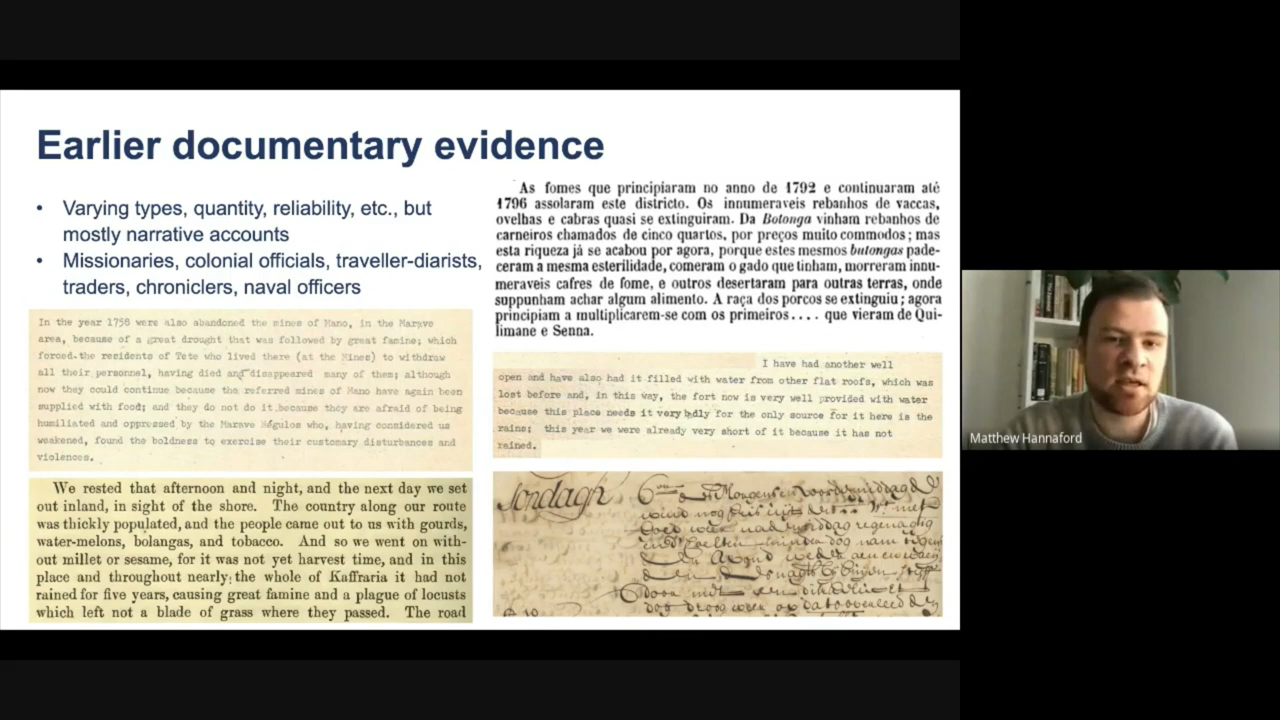 Earlier documentary evidence
• Varying types, quantity, reliability, etc., but
mostly narrative accounts
• Missionaries, colonial officials, traveller-diarists,
traders, chroniclers, naval officers
In the year 1758 were also abandoned the mines of Mano, in the Marave
area, because of a great drought that was followed by great famine; which
forced the residents of Tete who lived there (at the Mines) to withdraw
all their personnel, having died and disappeared many of them; although
now they could continue because the referred mines of Mano have again been
supplied with food; and they do not do it because they are afraid of being
humiliated and oppressed by the Marave Régulos who, having considered us
weakened, found the boldness to exercise their customary disturbances and
violences.
We rested that afternoon and night, and the next day we set
out inland, in sight of the shore. The country along our route
was thickly populated, and the people came out to us with gourds,
water-melons, bolangas, and tobacco. And so we went on with-
out millet or sesame, for it was not yet harvest time, and in this
place and throughout nearly the whole of Kaffraria it had not
rained for five years, causing great famine and a plague of locusts
which left not a blade of grass where they passed. The road
As fomes que principiaram no anno de 1792 e continuaram até
1796 assolaram este districto. Os innumeraveis rebanhos de vaccas,
ovelhas e cabras quasi se extinguiram. Da Botonga vinham rebanhos de
carneiros chamados de cinco quartos, por preços muito commodos; mas
esta riqueza já se acabou por agora, porque estes mesmos butongas pade-
ceram a mesma esterilidade, comeram o gado que tinham, morreram innu-
meraveis cafres de fome, e outros desertaram para outras terras, onde
suppunham achar algum alimento. A raça dos porcos se extinguiu; agora
principiam a multiplicarem-se com os primeiros.... que vieram de Qui-
limane e Senna.
I have had another well
open and have also had it filled with water from other flat roofs, which was
lost before and, in this way, the fort now is very well provided with water
because this place needs it very badly for the only source for it here is the
rains; this year we were already very short of it because it has not
rained.
Sondagh
Matthew Hannaford